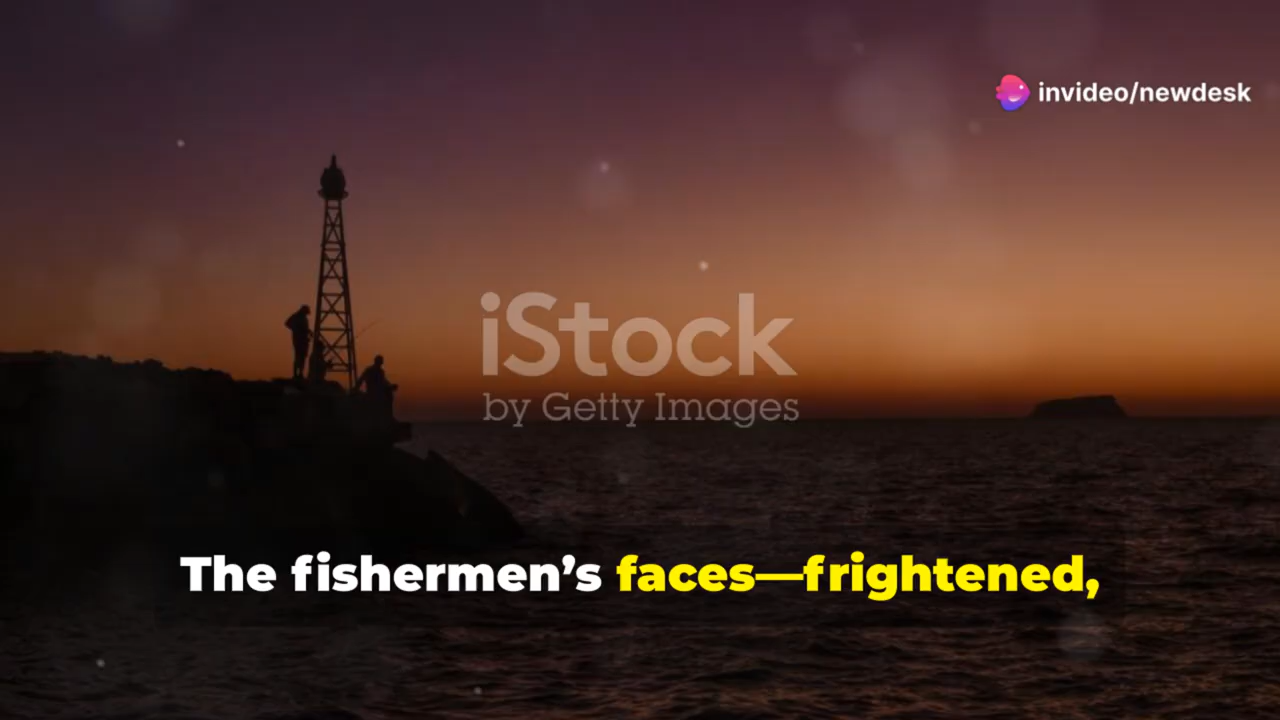 invideo/newdesk
iStock
by Getty Images
The fishermen’s faces—frightened,